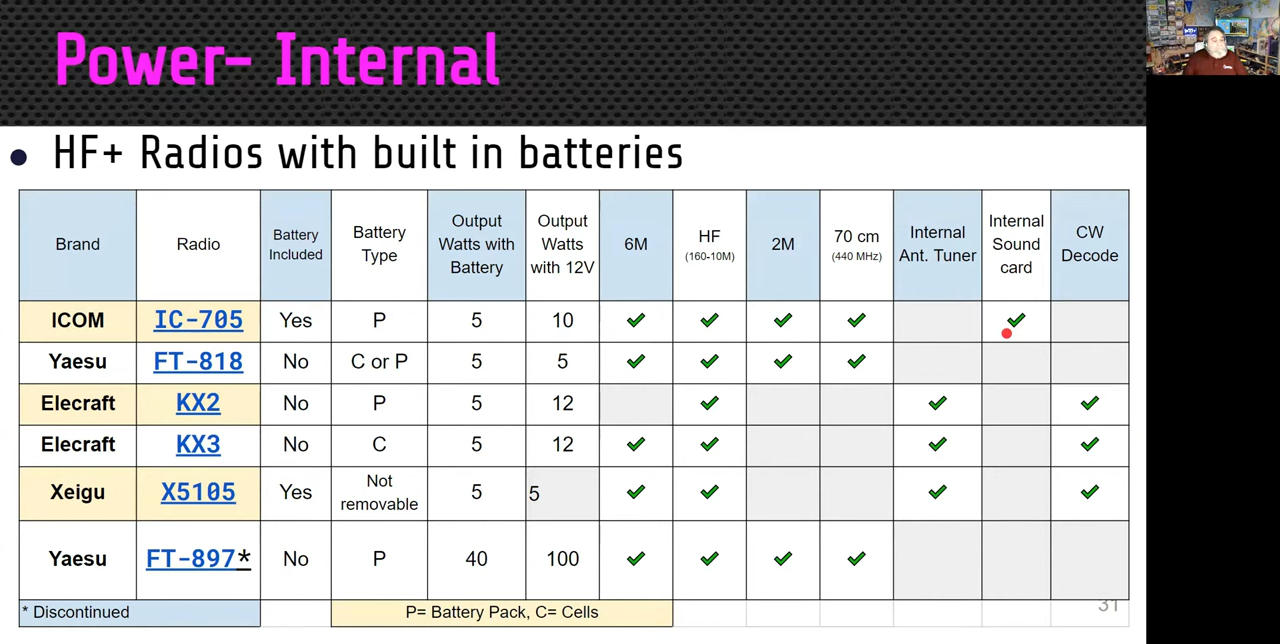 Power- Internal
• HF+ Radios with built in batteries
Brand Radio Battery Included Battery Type Output Watts with Battery Output Watts with 12V 6M HF (160-10M) 2M 70 cm (440 MHz) Internal Ant. Tuner Internal Sound card CW Decode
ICOM IC-705 Yes P 5 10 ✔ ✔ ✔ ✔ ✔
Yaesu FT-818 No C or P 5 5 ✔ ✔ ✔ ✔
Elecraft KX2 No P 5 12 ✔ ✔ ✔
Elecraft KX3 No C 5 12 ✔ ✔ ✔ ✔
Xeigu X5105 Yes Not removable 5 5 ✔ ✔ ✔ ✔
Yaesu FT-897* No P 40 100 ✔ ✔ ✔ ✔
* Discontinued P= Battery Pack, C= Cells
31